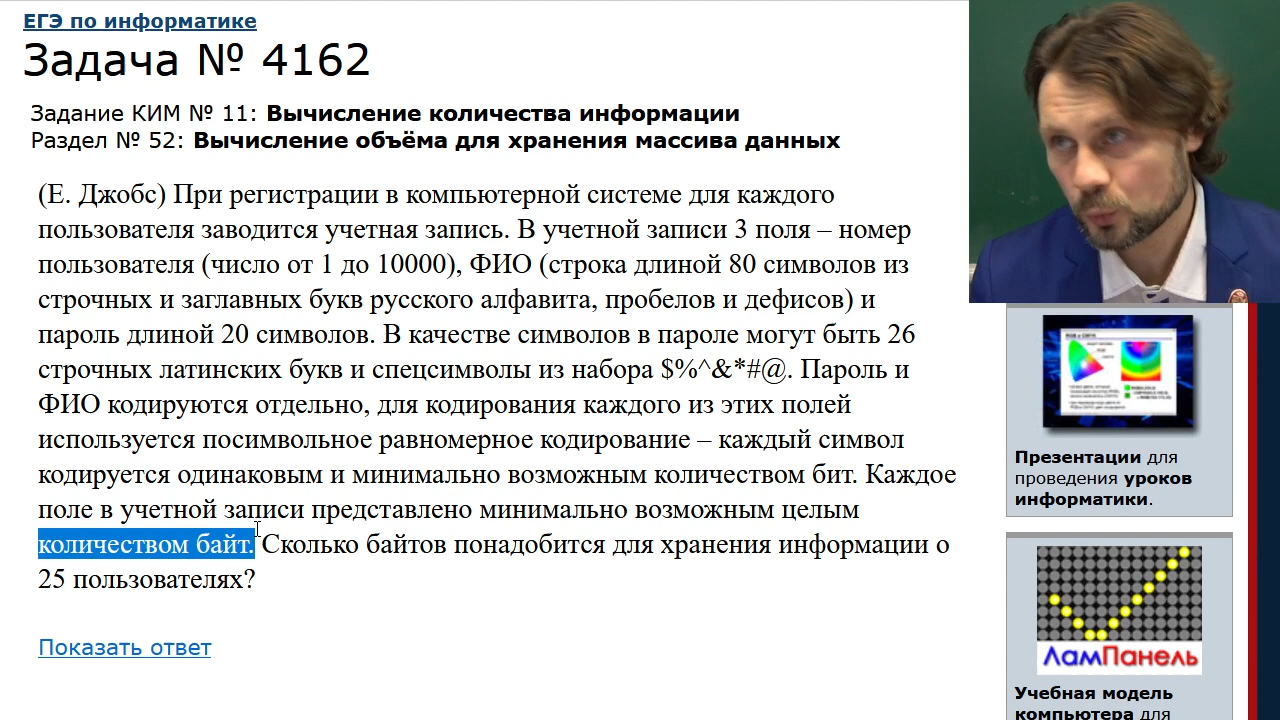 ЕГЭ по информатике
Задача № 4162
Задание КИМ № 11: Вычисление количества информации
Раздел № 52: Вычисление объёма для хранения массива данных
(Е. Джобс) При регистрации в компьютерной системе для каждого
пользователя заводится учетная запись. В учетной записи 3 поля – номер
пользователя (число от 1 до 10000), ФИО (строка длиной 80 символов из
строчных и заглавных букв русского алфавита, пробелов и дефисов) и
пароль длиной 20 символов. В качестве символов в пароле могут быть 26
строчных латинских букв и спецсимволы из набора $%^&*#@. Пароль и
ФИО кодируются отдельно, для кодирования каждого из этих полей
используется посимвольное равномерное кодирование – каждый символ
кодируется одинаковым и минимально возможным количеством бит. Каждое
поле в учетной записи представлено минимально возможным целым
количеством байт. Сколько байтов понадобится для хранения информации о
25 пользователях?
Показать ответ
Презентации для
проведения уроков
информатики.
ЛамПанель
Учебная модель
компьютера для